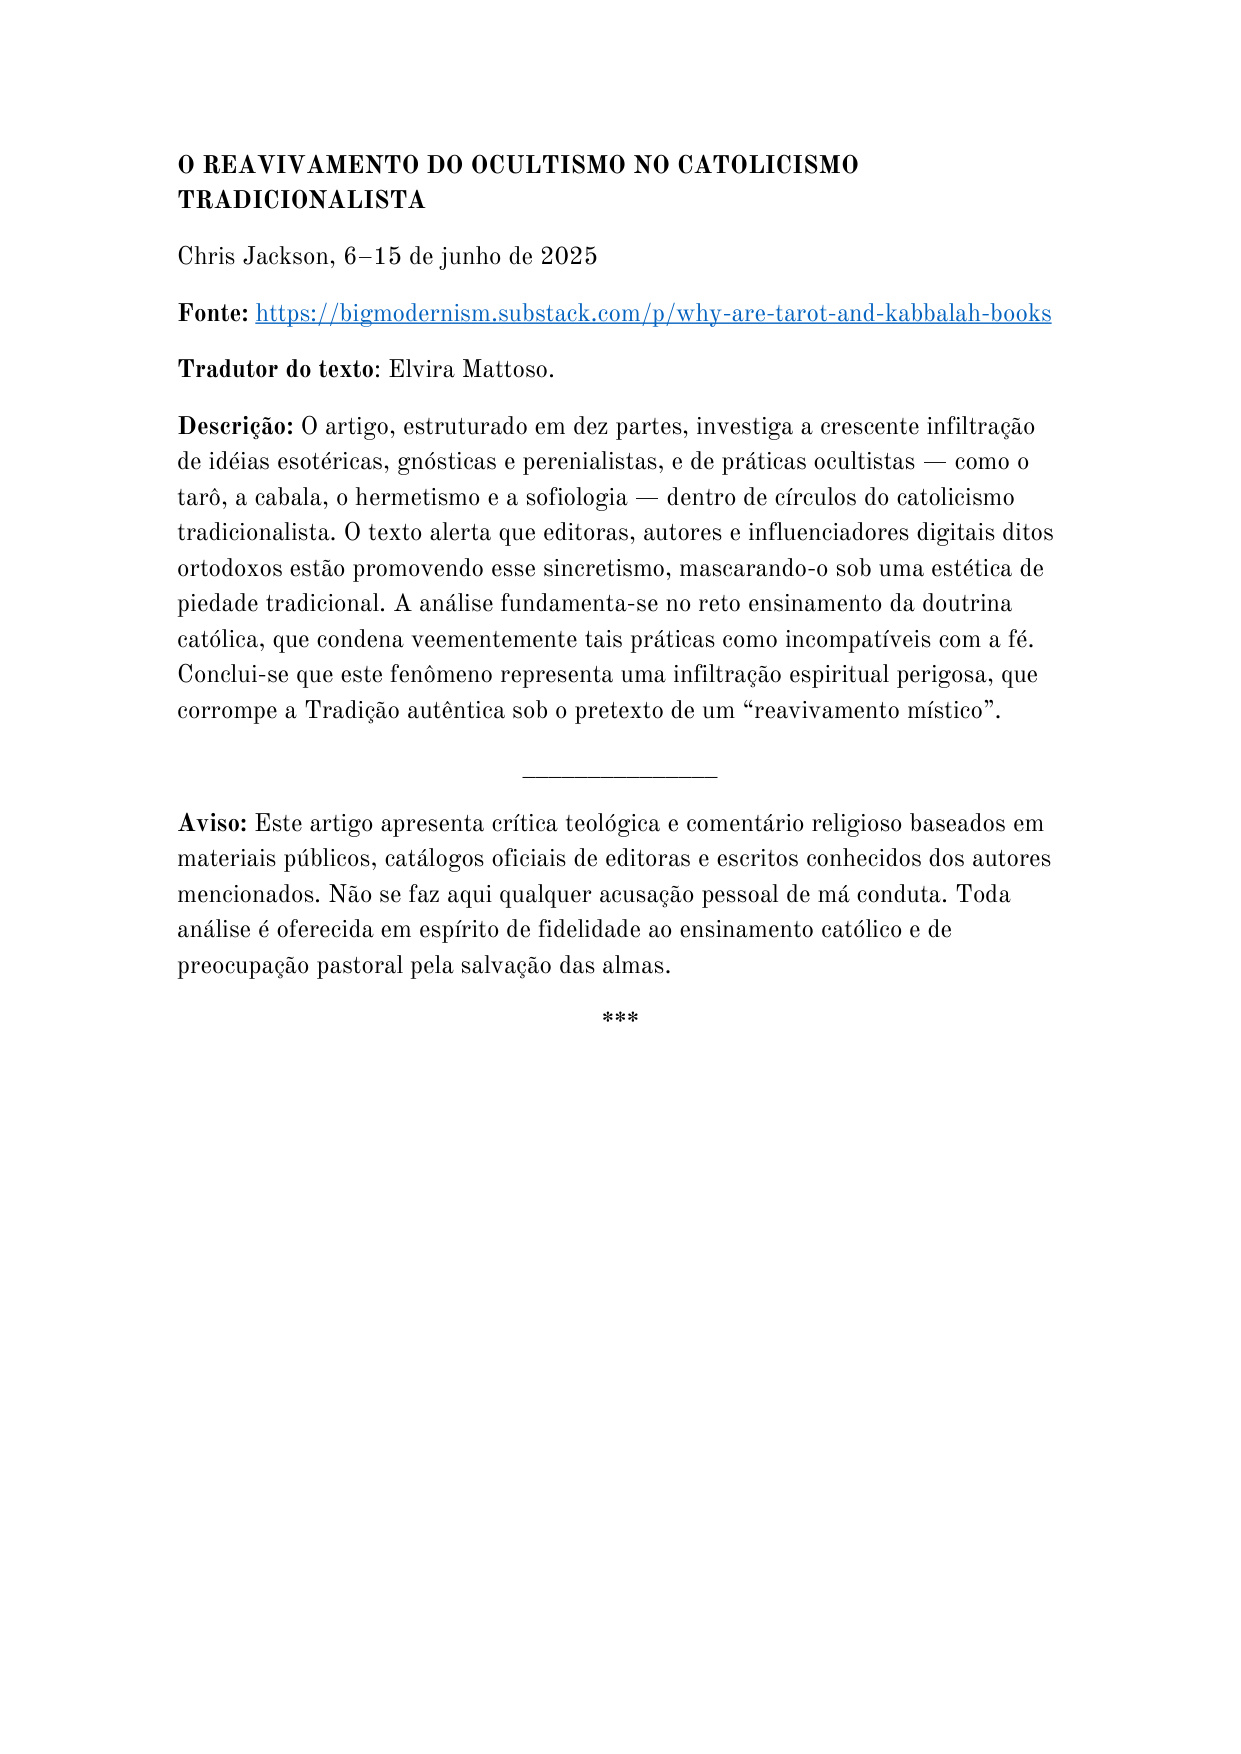 O REAVIVAMENTO DO OCULTISMO NO CATOLICISMO
TRADICIONALISTA
Chris Jackson, 6–15 de junho de 2025
Fonte: https://bigmodernism.substack.com/p/why-are-tarot-and-kabbalah-books
Tradutor do texto: Elvira Mattoso.
Descrição: O artigo, estruturado em dez partes, investiga a crescente infiltração
de idéias esotéricas, gnósticas e perenialistas, e de práticas ocultistas — como o
tarô, a cabala, o hermetismo e a sofiologia — dentro de círculos do catolicismo
tradicionalista. O texto alerta que editoras, autores e influenciadores digitais ditos
ortodoxos estão promovendo esse sincretismo, mascarando-o sob uma estética de
piedade tradicional. A análise fundamenta-se no reto ensinamento da doutrina
católica, que condena veementemente tais práticas como incompatíveis com a fé.
Conclui-se que este fenômeno representa uma infiltração espiritual perigosa, que
corrompe a Tradição autêntica sob o pretexto de um “reavivamento místico”.
_______________
Aviso: Este artigo apresenta crítica teológica e comentário religioso baseados em
materiais públicos, catálogos oficiais de editoras e escritos conhecidos dos autores
mencionados. Não se faz aqui qualquer acusação pessoal de má conduta. Toda
análise é oferecida em espírito de fidelidade ao ensinamento católico e de
preocupação pastoral pela salvação das almas.
***